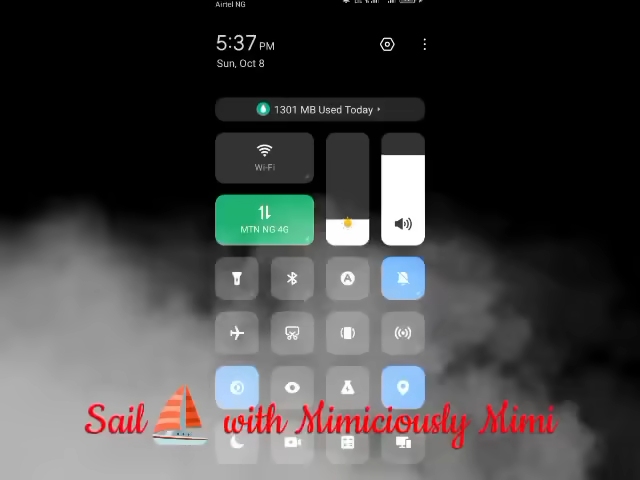 Airtel NG
5:37 PM
Sun, Oct 8
1301 MB Used Today
Wi-Fi
MTN NG 4G
Sail with Mimiciously Mimi